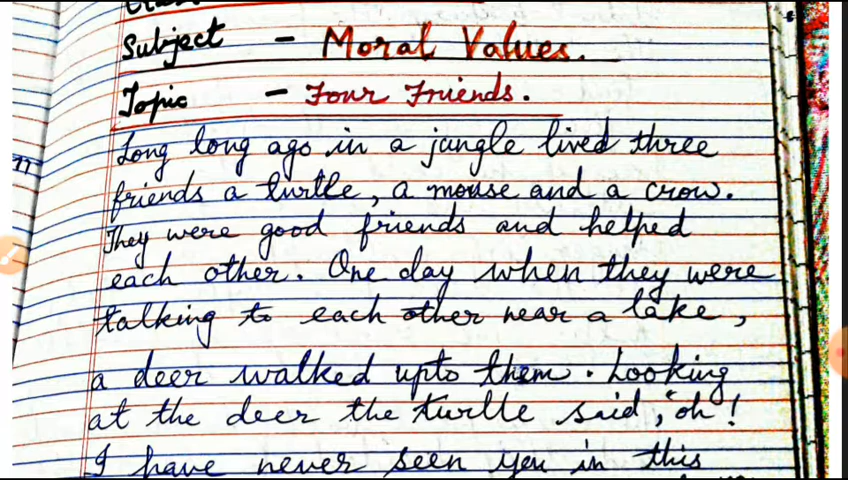 Subject - Moral Values.
Topic - Four Friends.
Long long ago in a jungle lived three
friends a turtle, a mouse and a crow.
They were good friends and helped
each other. One day when they were
talking to each other near a lake,
a deer walked upto them. Looking
at the deer the turtle said, "oh!
I have never seen you in this